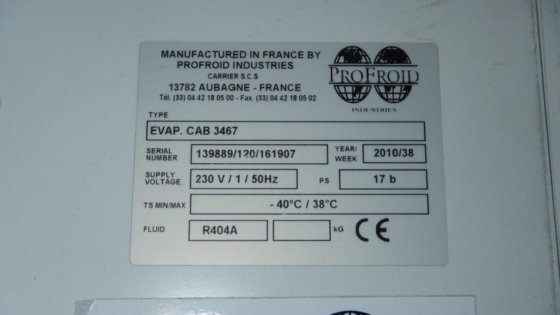 MANUFACTURED IN FRANCE BY
PROFROID INDUSTRIES
CARRIER S.C.S
13782 AUBAGNE - FRANCE
Tél. (33) 04 42 18 05 00 - Fax. (33) 04 42 18 05 02
PROFROID
INDUSTRIES
TYPE
EVAP. CAB 3467
SERIAL NUMBER 139889/120/161907 YEAR/ WEEK 2010/38
SUPPLY VOLTAGE 230 V / 1 / 50Hz PS 17 b
TS MIN/MAX - 40°C / 38°C
FLUID R404A kG CE